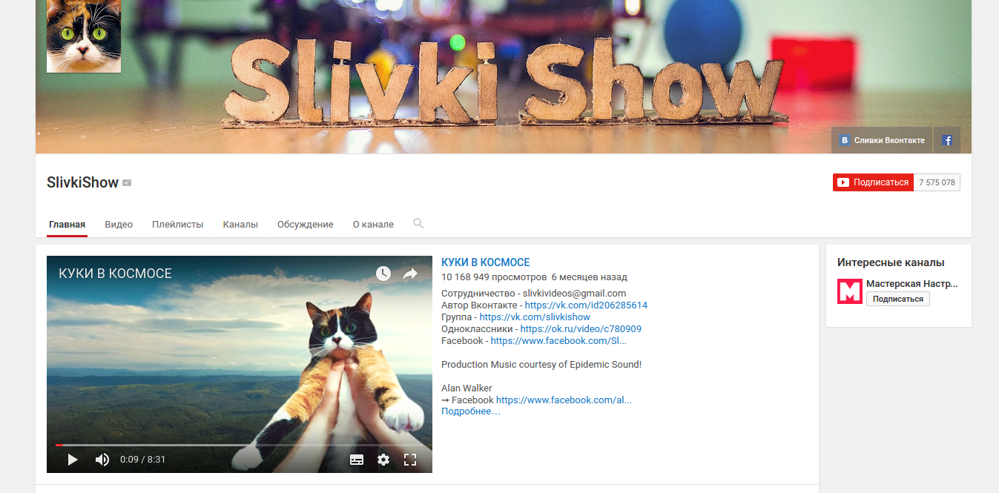 Slivki Show
В Сливки Вконтакте f
SlivkiShow
Подписаться 7 575 078
Главная Видео Плейлисты Каналы Обсуждение О канале
КУКИ В КОСМОСЕ
0:09 / 8:31
КУКИ В КОСМОСЕ
10 168 949 просмотров 6 месяцев назад
Сотрудничество - slivkivideos@gmail.com
Автор Вконтакте - https://vk.com/id206285614
Группа - https://vk.com/slivkishow
Одноклассники - https://ok.ru/video/c780909
Facebook - https://www.facebook.com/Sl...
Production Music courtesy of Epidemic Sound!
Alan Walker
➞ Facebook https://www.facebook.com/al...
Подробнее…
Интересные каналы
M
Мастерская Настр...
Подписаться